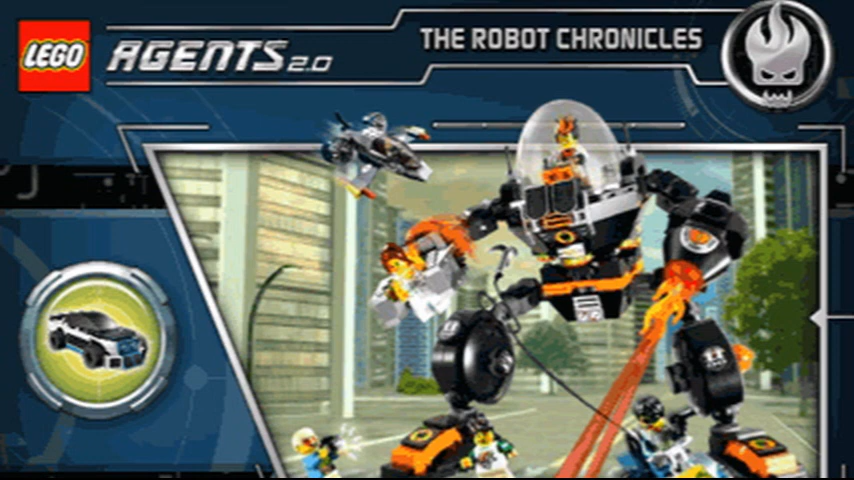 LEGO
AGENTS 2.0
THE ROBOT CHRONICLES